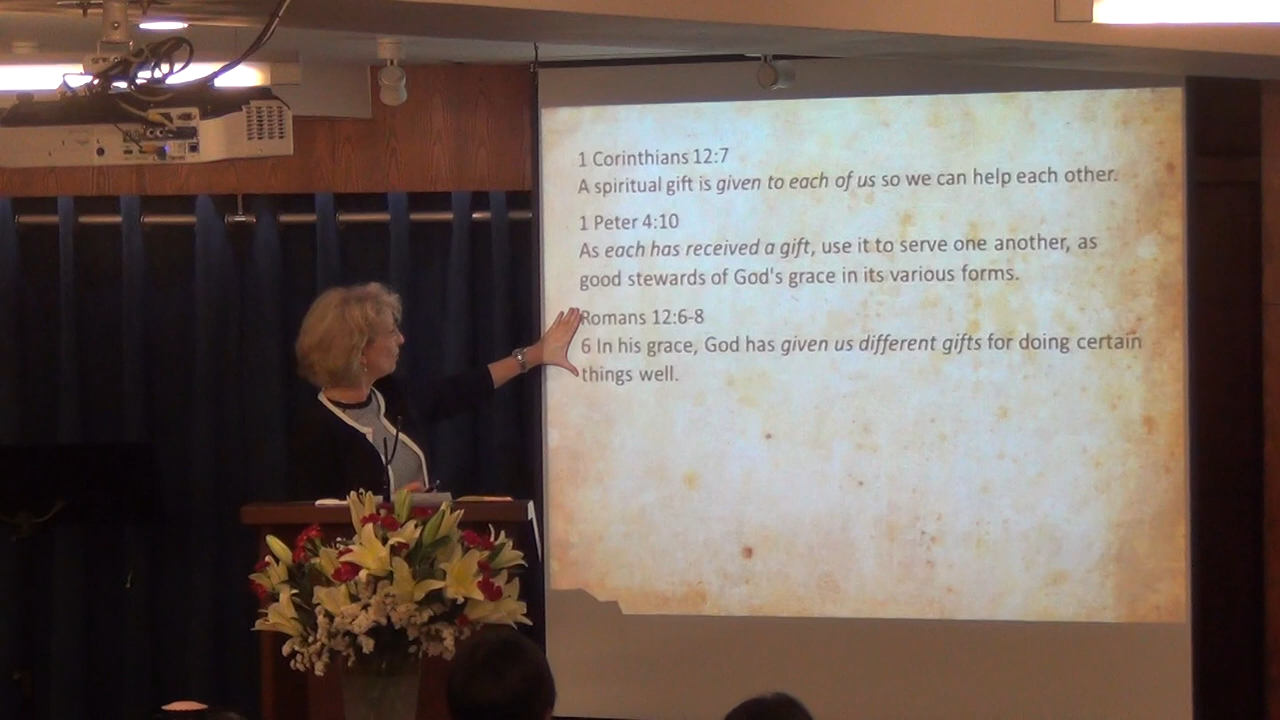 1 Corinthians 12:7
A spiritual gift is given to each of us so we can help each other.
1 Peter 4:10
As each has received a gift, use it to serve one another, as
good stewards of God's grace in its various forms.
Romans 12:6-8
6 In his grace, God has given us different gifts for doing certain
things well.